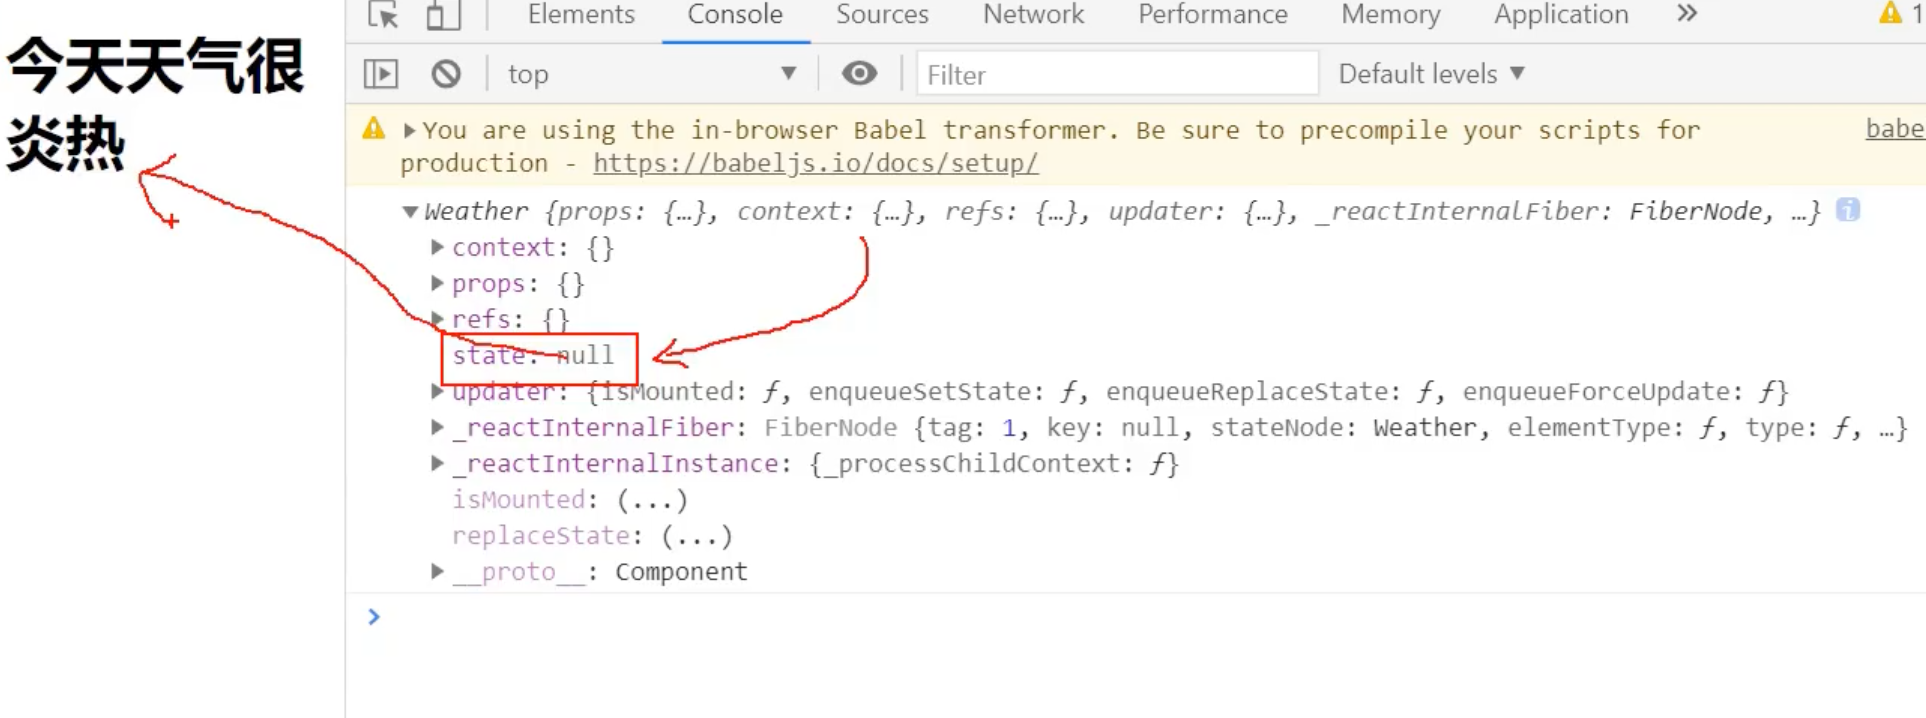 今天天气很
炎热
Elements Console Sources Network Performance Memory Application » 1
top Filter Default levels
You are using the in-browser Babel transformer. Be sure to precompile your scripts for babe
production - https://babeljs.io/docs/setup/
Weather {props: {…}, context: {…}, refs: {…}, updater: {…}, _reactInternalFiber: FiberNode, …}
context: {}
props: {}
refs: {}
state: null
updater: {isMounted: ƒ, enqueueSetState: ƒ, enqueueReplaceState: ƒ, enqueueForceUpdate: ƒ}
_reactInternalFiber: FiberNode {tag: 1, key: null, stateNode: Weather, elementType: ƒ, type: ƒ, …}
_reactInternalInstance: {_processChildContext: ƒ}
isMounted: (...)
replaceState: (...)
__proto__: Component